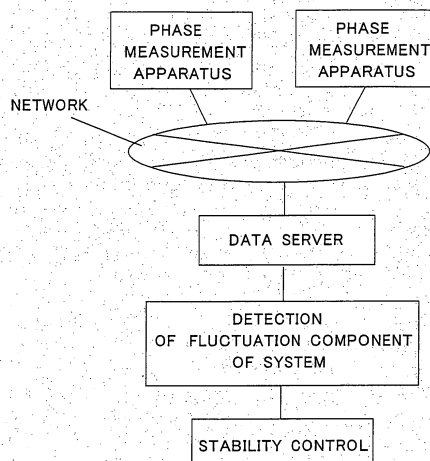 PHASE
MEASUREMENT
APPARATUS
PHASE
MEASUREMENT
APPARATUS
NETWORK
DATA SERVER
DETECTION
OF FLUCTUATION COMPONENT
OF SYSTEM
STABILITY CONTROL